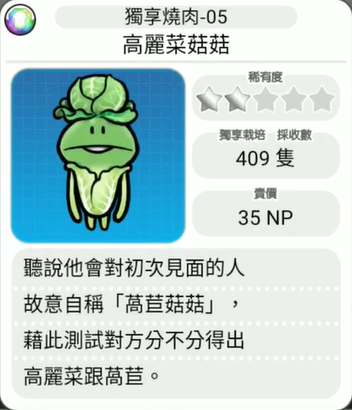 獨享燒肉-05
高麗菜菇菇
稀有度
獨享栽培 採收數
409 隻
賣價
35 NP
聽說他會對初次見面的人
故意自稱「萵苣菇菇」，
藉此測試對方分不分得出
高麗菜跟萵苣。